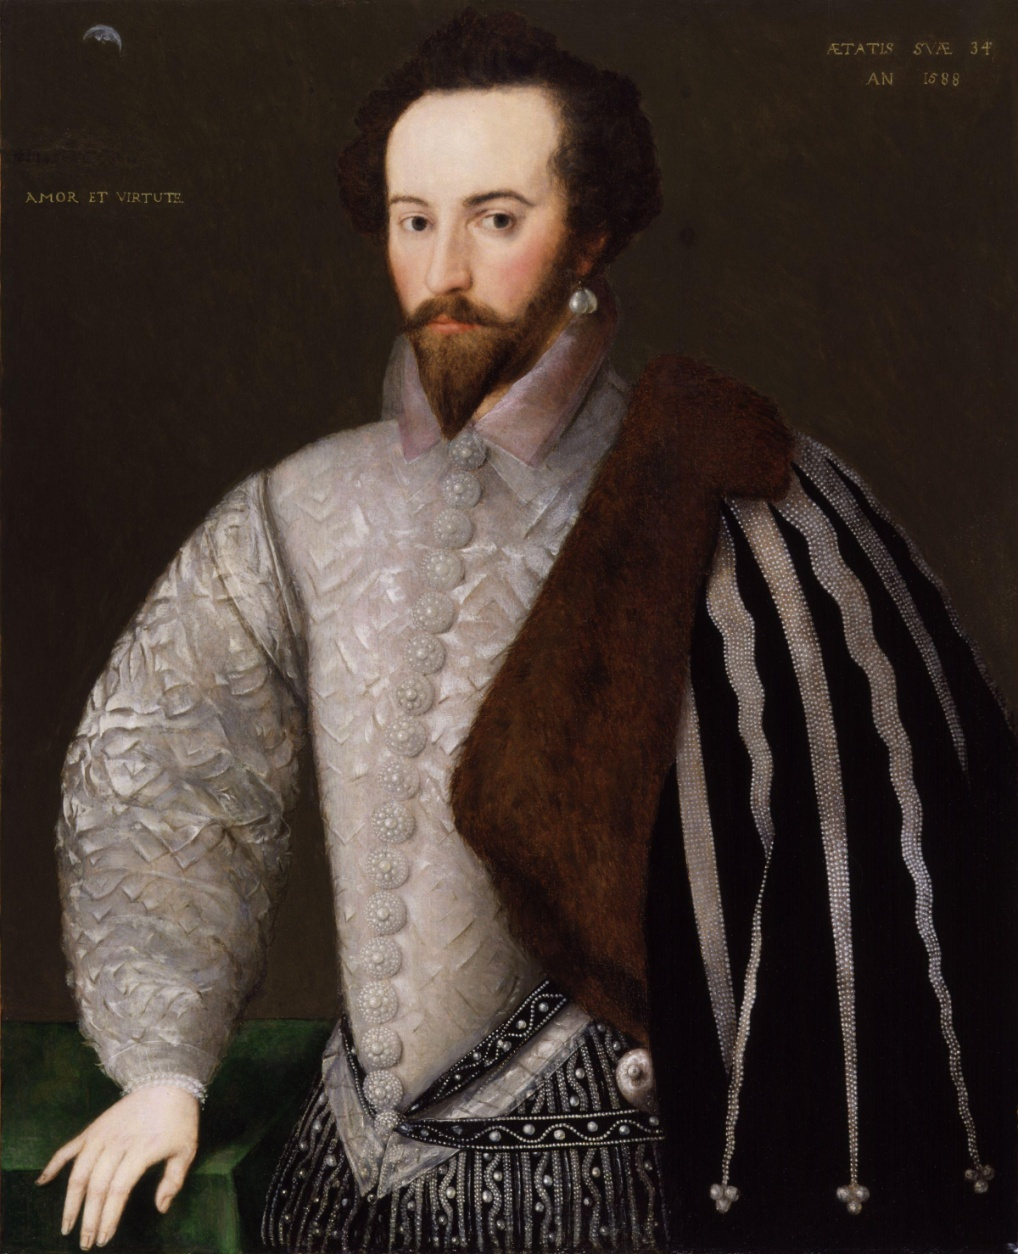 AMOR ET VIRTUTE.
ÆTATIS SVÆ 34
AN 1588